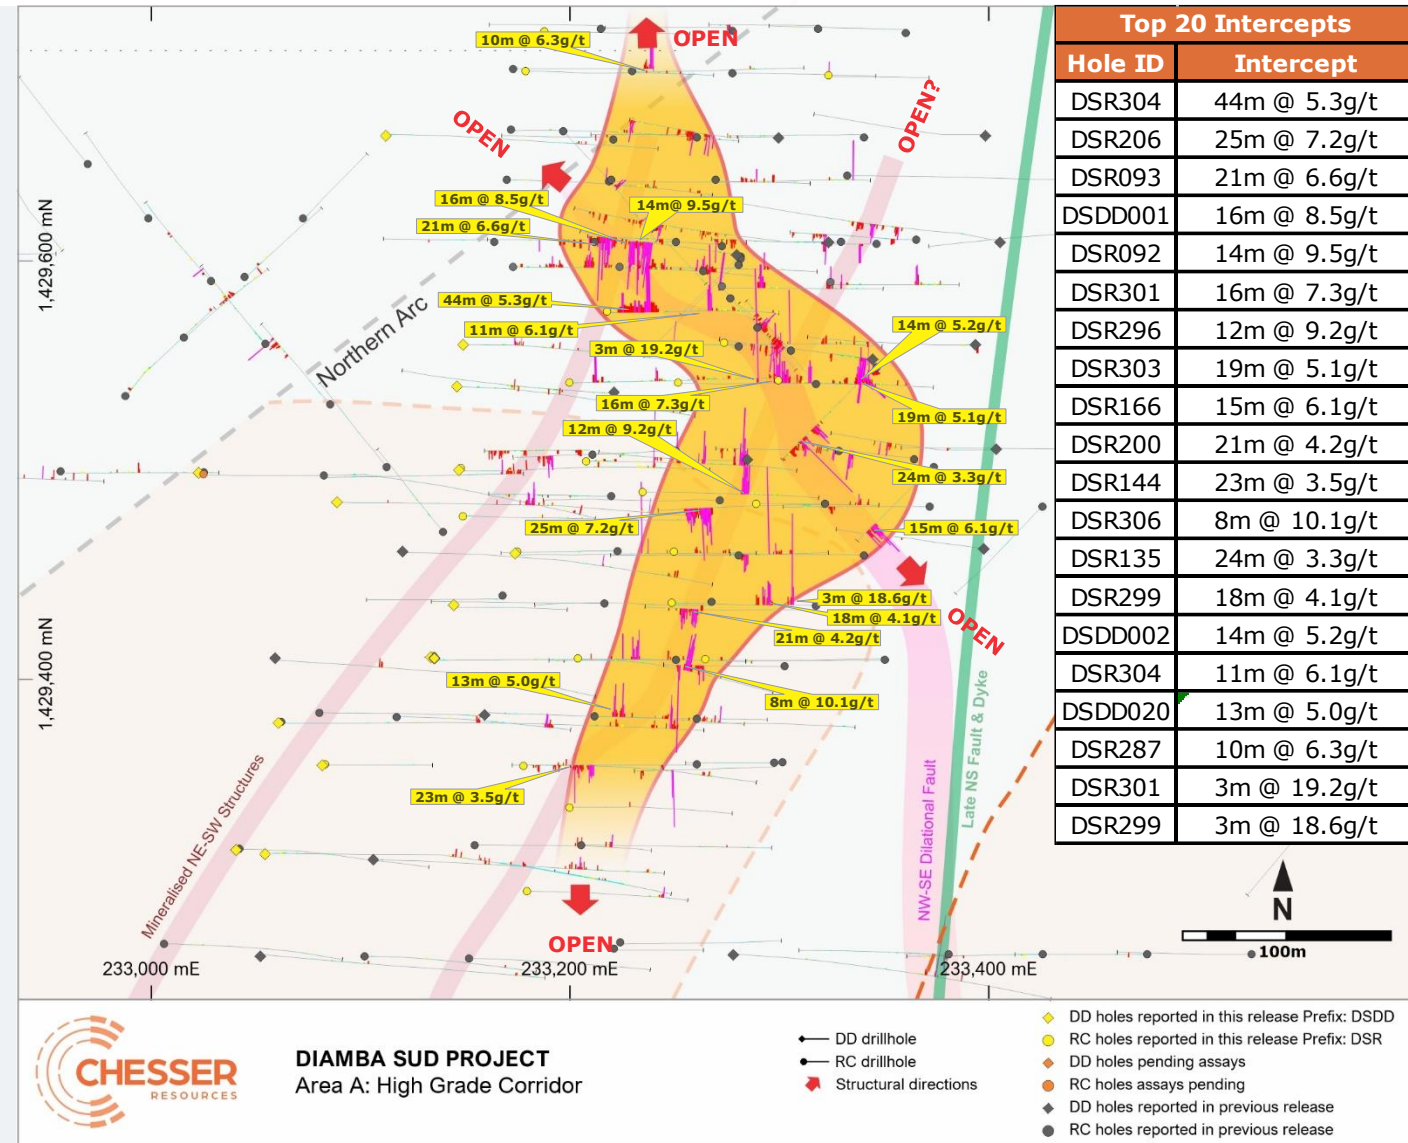 10m @ 6.3g/t
OPEN
OPEN?
OPEN
16m @ 8.5g/t
14m@ 9.5g/t
21m @ 6.6g/t
1,429,600 mN
44m @ 5.3g/t
Northern Arc
11m @ 6.1g/t
14m @ 5.2g/t
3m @ 19.2g/t
16m @ 7.3g/t
19m @ 5.1g/t
12m @ 9.2g/t
24m @ 3.3g/t
25m @ 7.2g/t
15m @ 6.1g/t
3m @ 18.6g/t
18m @ 4.1g/t
OPEN
21m @ 4.2g/t
1,429,400 mN
13m @ 5.0g/t
8m @ 10.1g/t
23m @ 3.5g/t
Mineralised NE-SW Structures
NW-SE Dilational Fault
Late NS Fault & Dyke
OPEN
233,000 mE
233,200 mE
233,400 mE
Top 20 Intercepts
Hole ID Intercept
DSR304 44m @ 5.3g/t
DSR206 25m @ 7.2g/t
DSR093 21m @ 6.6g/t
DSDD001 16m @ 8.5g/t
DSR092 14m @ 9.5g/t
DSR301 16m @ 7.3g/t
DSR296 12m @ 9.2g/t
DSR303 19m @ 5.1g/t
DSR166 15m @ 6.1g/t
DSR200 21m @ 4.2g/t
DSR144 23m @ 3.5g/t
DSR306 8m @ 10.1g/t
DSR135 24m @ 3.3g/t
DSR299 18m @ 4.1g/t
DSDD002 14m @ 5.2g/t
DSR304 11m @ 6.1g/t
DSDD020 13m @ 5.0g/t
DSR287 10m @ 6.3g/t
DSR301 3m @ 19.2g/t
DSR299 3m @ 18.6g/t
N
100m
CHESSER
RESOURCES
DIAMBA SUD PROJECT
Area A: High Grade Corridor
DD drillhole
RC drillhole
Structural directions
DD holes reported in this release Prefix: DSDD
RC holes reported in this release Prefix: DSR
DD holes pending assays
RC holes assays pending
DD holes reported in previous release
RC holes reported in previous release